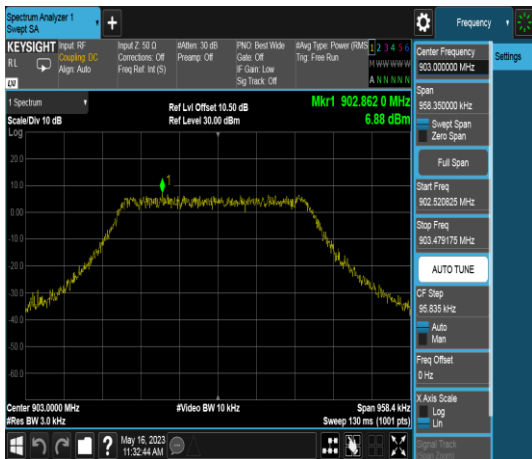 Spectrum Analyzer 1
Swept SA
Frequency
KEYSIGHT
RL
LXI
Input: RF
Coupling: DC
Align: Auto
Input Z: 50 Ω
Corrections: Off
Freq Ref: Int (S)
#Atten: 30 dB
Preamp: Off
PNO: Best Wide
Gate: Off
IF Gain: Low
Sig Track: Off
#Avg Type: Power (RMS
Trig: Free Run
1 2 3 4 5 6
M W W W W W
A N N N N N
1 Spectrum
Scale/Div 10 dB
Ref Lvl Offset 10.50 dB
Ref Level 30.00 dBm
Mkr1 902.862 0 MHz
6.88 dBm
Log
20.0
10.0
0.00
-10.0
-20.0
-30.0
-40.0
-50.0
-60.0
1
Center 903.0000 MHz
#Res BW 3.0 kHz
#Video BW 10 kHz
Span 958.4 kHz
Sweep 130 ms (1001 pts)
May 16, 2023
11:32:44 AM
Center Frequency
903.000000 MHz
Settings
Span
958.350000 kHz
Swept Span
Zero Span
Full Span
Start Freq
902.520825 MHz
Stop Freq
903.479175 MHz
AUTO TUNE
CF Step
95.835 kHz
Auto
Man
Freq Offset
0 Hz
X Axis Scale
Log
Lin
Signal Track
(Span Zoom)